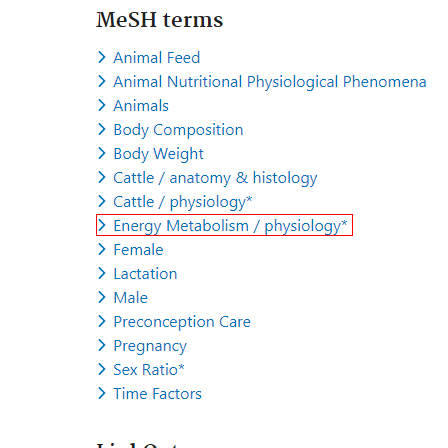 MeSH terms
Animal Feed
Animal Nutritional Physiological Phenomena
Animals
Body Composition
Body Weight
Cattle / anatomy & histology
Cattle / physiology*
Energy Metabolism / physiology*
Female
Lactation
Male
Preconception Care
Pregnancy
Sex Ratio*
Time Factors